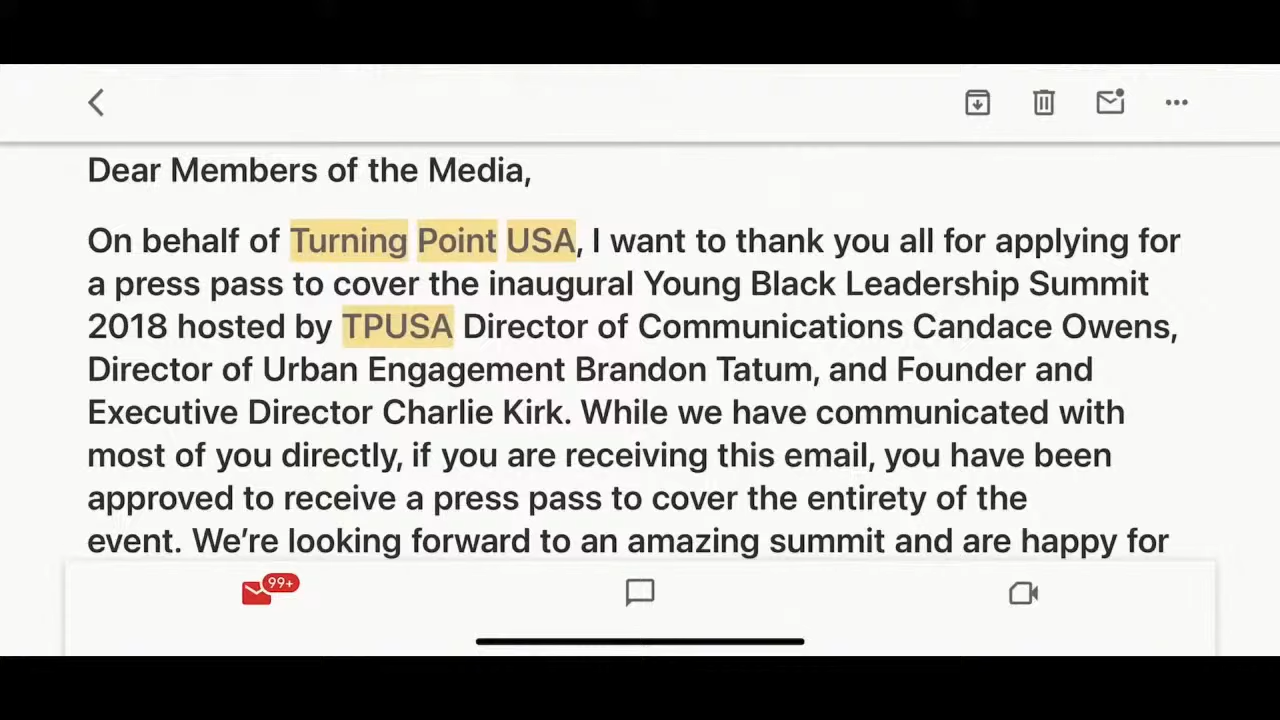 Dear Members of the Media,
On behalf of Turning Point USA, I want to thank you all for applying for
a press pass to cover the inaugural Young Black Leadership Summit
2018 hosted by TPUSA Director of Communications Candace Owens,
Director of Urban Engagement Brandon Tatum, and Founder and
Executive Director Charlie Kirk. While we have communicated with
most of you directly, if you are receiving this email, you have been
approved to receive a press pass to cover the entirety of the
event. We’re looking forward to an amazing summit and are happy for
99+